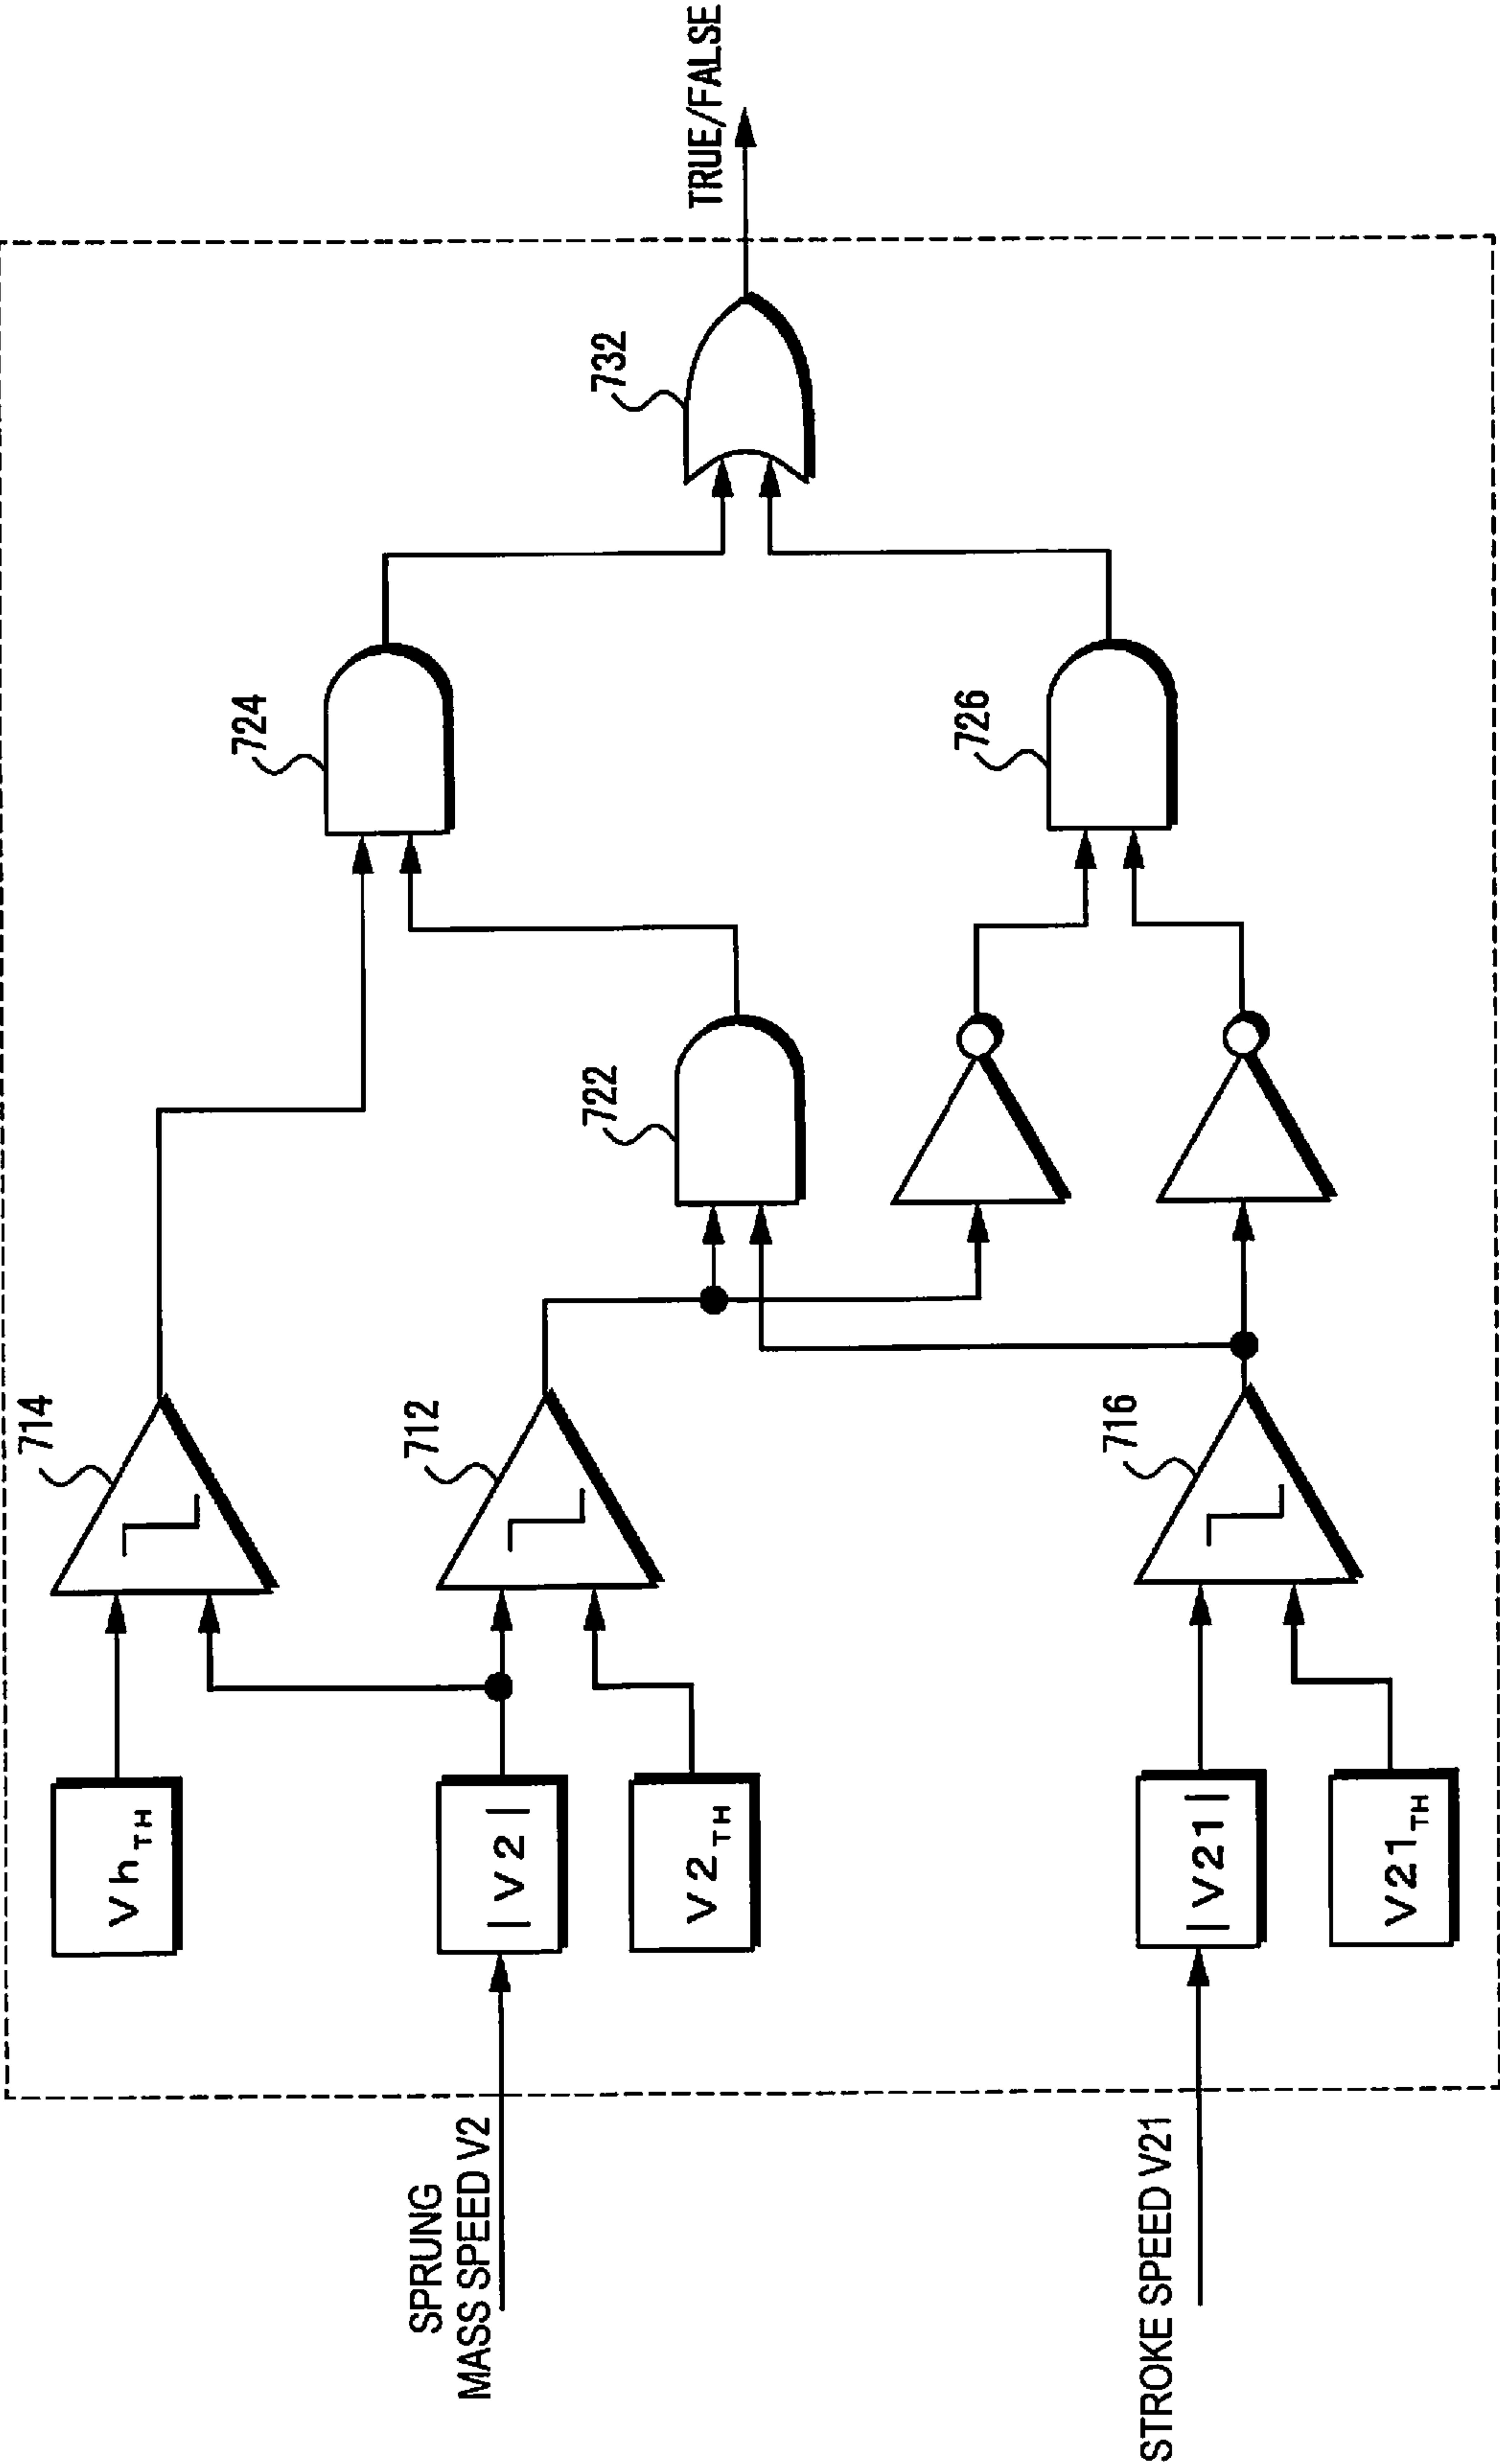 SPRUNG
MASS SPEED V2
STROKE SPEED V21
Vh TH
|V2|
V2 TH
|V21|
V21 TH
714
712
716
722
724
726
732
TRUE/FALSE